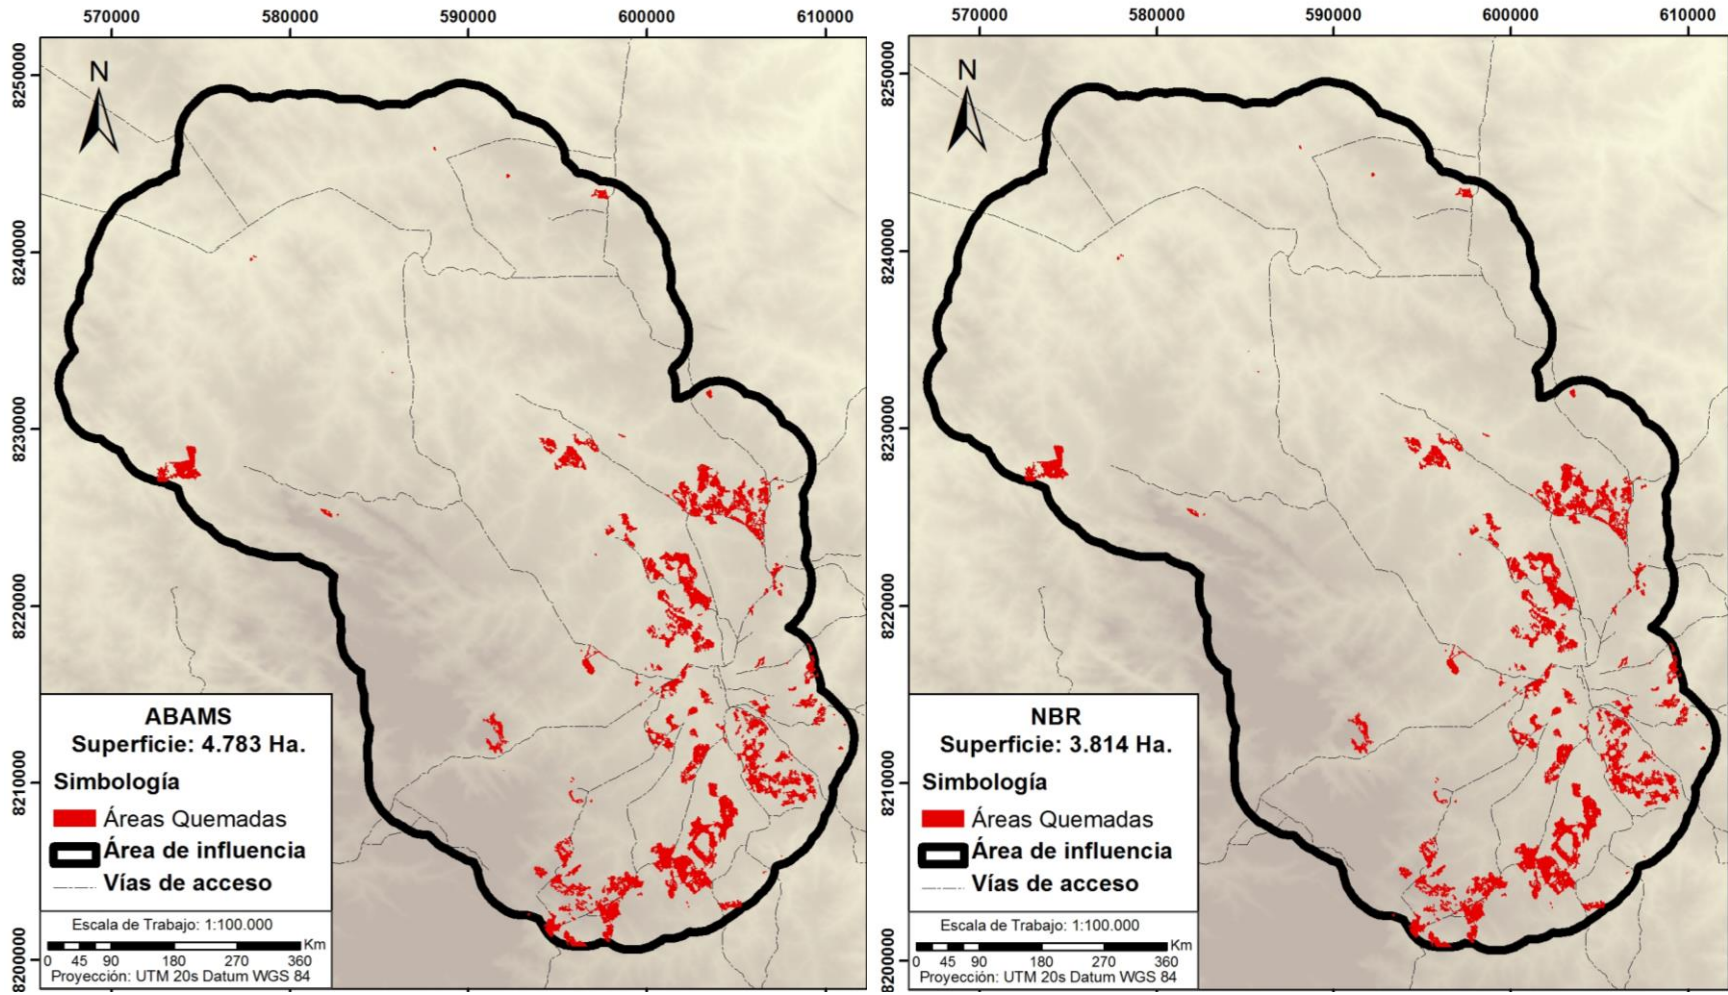 570000 580000 590000 600000 610000
8250000
8240000
8230000
8220000
8210000
8200000
N
ABAMS
Superficie: 4.783 Ha.
Simbología
Áreas Quemadas
Área de influencia
Vías de acceso
Escala de Trabajo: 1:100.000
Km
0 45 90 180 270 360
Proyección: UTM 20s Datum WGS 84
570000 580000 590000 600000 610000
8250000
8240000
8230000
8220000
8210000
8200000
N
NBR
Superficie: 3.814 Ha.
Simbología
Áreas Quemadas
Área de influencia
Vías de acceso
Escala de Trabajo: 1:100.000
Km
0 45 90 180 270 360
Proyección: UTM 20s Datum WGS 84